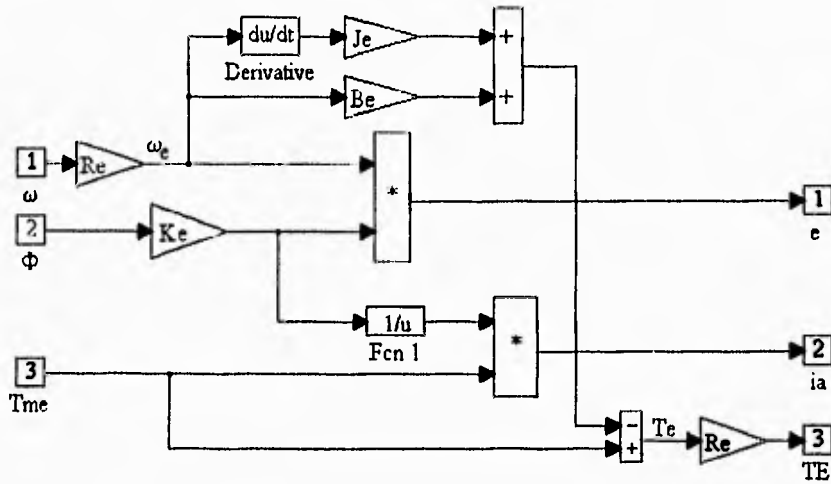 du/dt
Je
+
Derivative
Be
+
1
Re
ωe
ω
*
1
e
2
Ke
Φ
1/u
Fcn 1
*
2
ia
3
Tme
-
+
Te
Re
3
TE